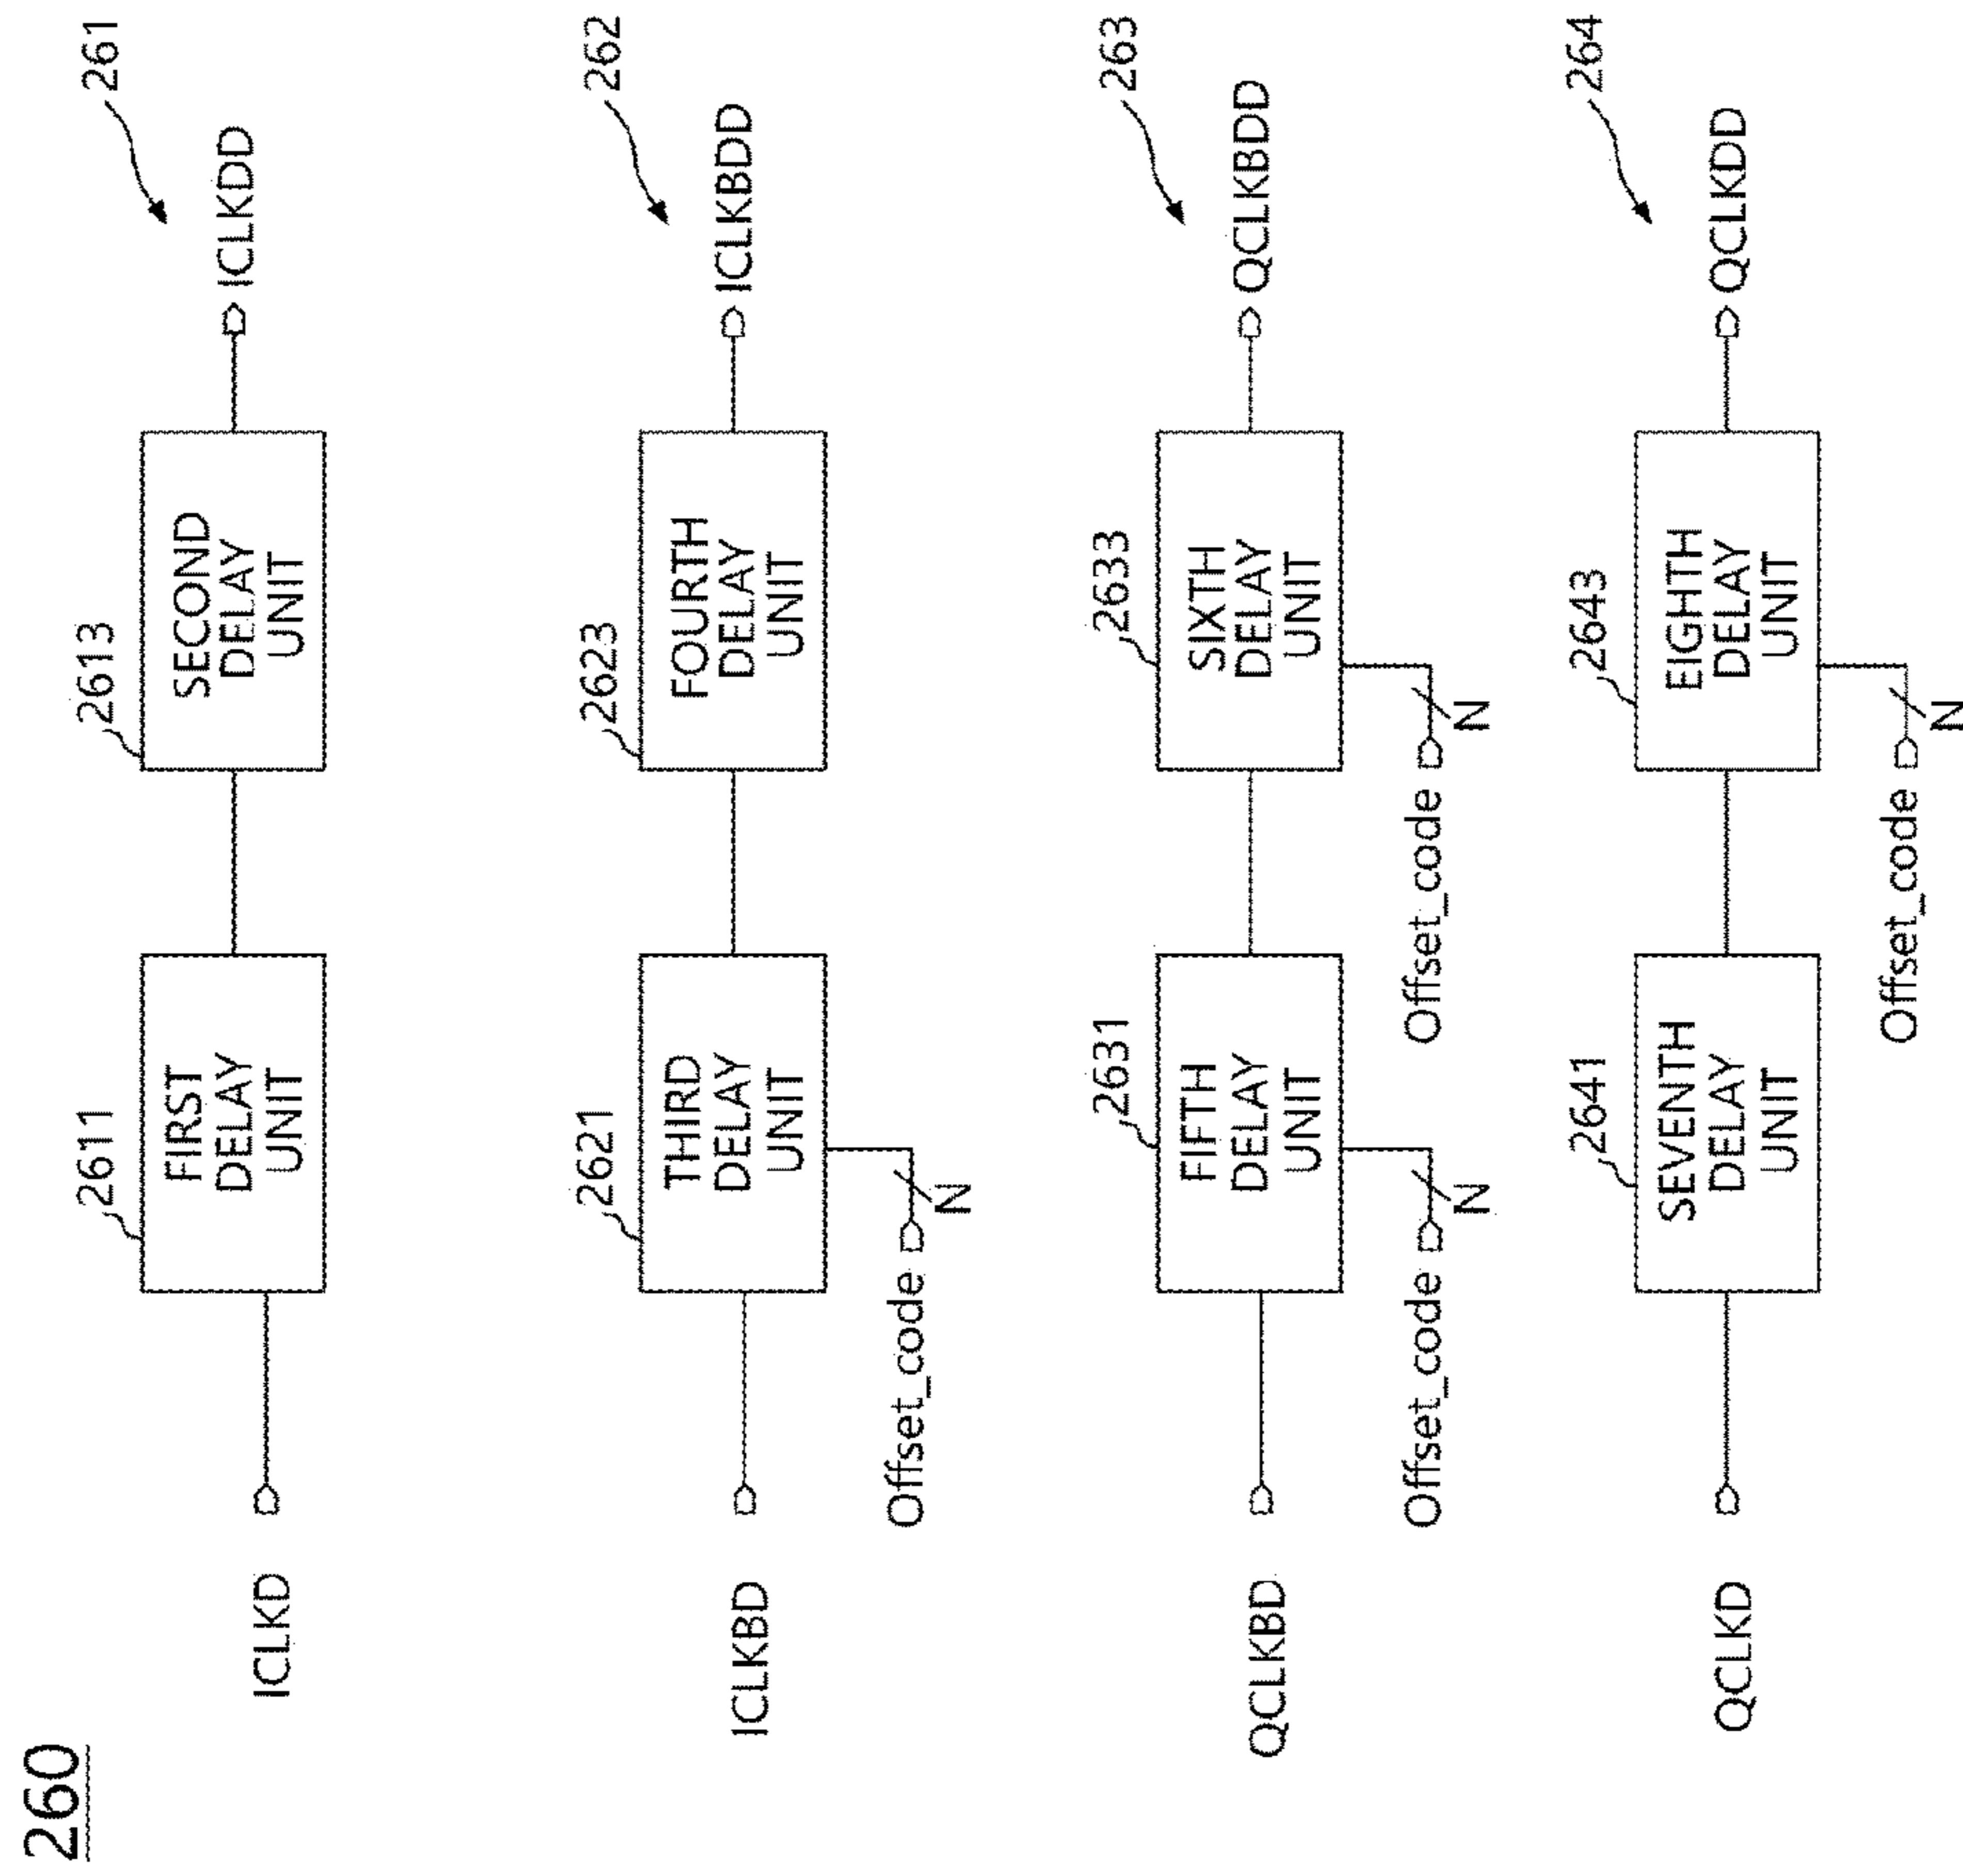 260
261
ICLKD
2611
FIRST
DELAY
UNIT
2613
SECOND
DELAY
UNIT
ICLKDD
262
ICLKBD
2621
THIRD
DELAY
UNIT
Offset_code
N
2623
FOURTH
DELAY
UNIT
ICLKBDD
263
QCLKBD
2631
FIFTH
DELAY
UNIT
Offset_code
N
2633
SIXTH
DELAY
UNIT
Offset_code
N
QCLKBDD
264
QCLKD
2641
SEVENTH
DELAY
UNIT
2643
EIGHTH
DELAY
UNIT
Offset_code
N
QCLKDD